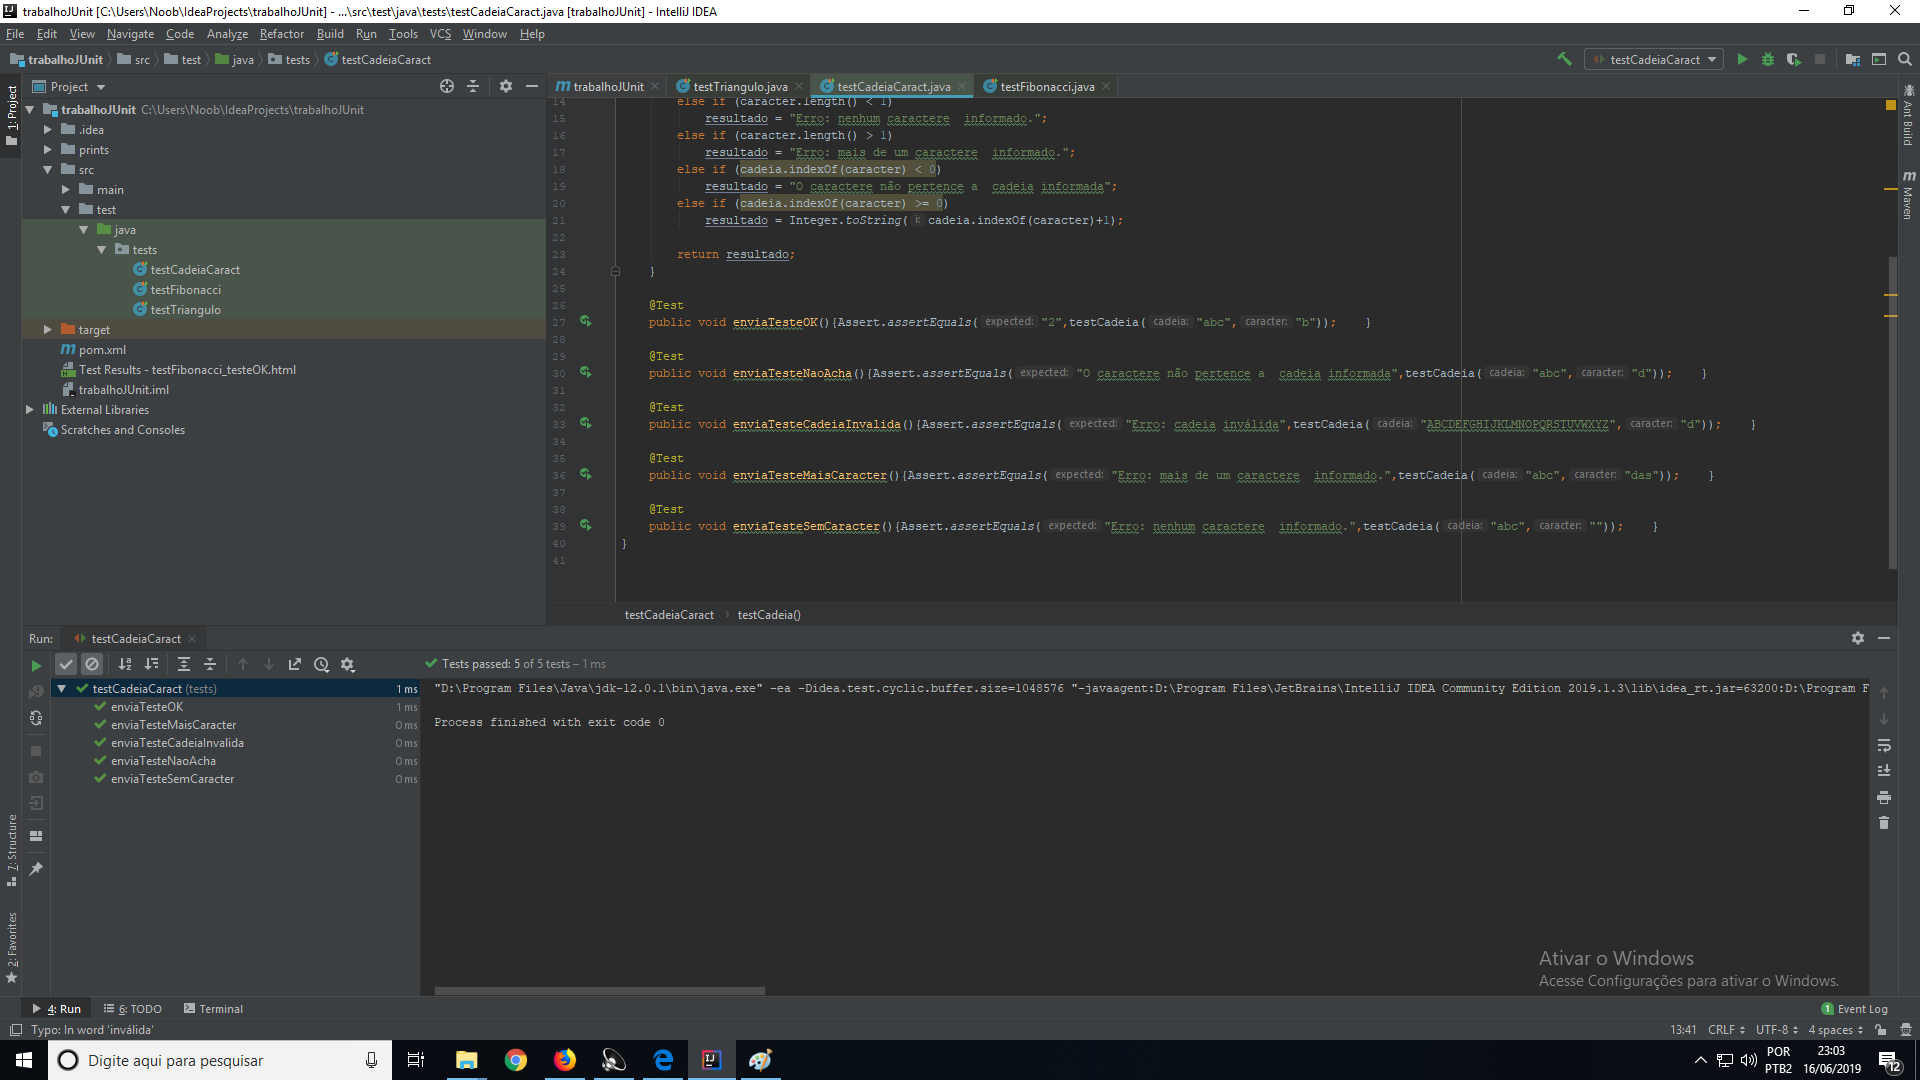 trabalhoJUnit [C:\Users\Noob\IdeaProjects\trabalhoJUnit] - ...\src\test\java\tests\testCadeiaCaract.java [trabalhoJUnit] - IntelliJ IDEA
File Edit View Navigate Code Analyze Refactor Build Run Tools VCS Window Help
trabalhoJUnit src test java tests testCadeiaCaract
testCadeiaCaract
1: Project
Project
trabalhoJUnit C:\Users\Noob\IdeaProjects\trabalhoJUnit
.idea
prints
src
main
test
java
tests
testCadeiaCaract
testFibonacci
testTriangulo
target
pom.xml
Test Results - testFibonacci_testeOK.html
trabalhoJUnit.iml
External Libraries
Scratches and Consoles
trabalhoJUnit testTriangulo.java testCadeiaCaract.java testFibonacci.java
14 else if (caracter.length() < 1)
15 resultado = "Erro: nenhum caractere  informado.";
16 else if (caracter.length() > 1)
17 resultado = "Erro: mais de um caractere  informado.";
18 else if (cadeia.indexOf(caracter) < 0)
19 resultado = "O caractere não pertence a  cadeia informada";
20 else if (cadeia.indexOf(caracter) >= 0)
21 resultado = Integer.toString( i: cadeia.indexOf(caracter)+1);
22
23 return resultado;
24 }
25
26 @Test
27 public void enviaTesteOK(){Assert.assertEquals( expected: "2",testCadeia( cadeia: "abc", caracter: "b")); }
28
29 @Test
30 public void enviaTesteNaoAcha(){Assert.assertEquals( expected: "O caractere não pertence a  cadeia informada",testCadeia( cadeia: "abc", caracter: "d")); }
31
32 @Test
33 public void enviaTesteCadeiaInvalida(){Assert.assertEquals( expected: "Erro: cadeia inválida",testCadeia( cadeia: "ABCDEFGHIJKLMNOPQRSTUVWXYZ", caracter: "d")); }
34
35 @Test
36 public void enviaTesteMaisCaracter(){Assert.assertEquals( expected: "Erro: mais de um caractere  informado.",testCadeia( cadeia: "abc", caracter: "das")); }
37
38 @Test
39 public void enviaTesteSemCaracter(){Assert.assertEquals( expected: "Erro: nenhum caractere  informado.",testCadeia( cadeia: "abc", caracter: "")); }
40 }
41
testCadeiaCaract testCadeia()
Ant Build
Maven
Run: testCadeiaCaract
Tests passed: 5 of 5 tests – 1 ms
testCadeiaCaract (tests) 1 ms
enviaTesteOK 1 ms
enviaTesteMaisCaracter 0 ms
enviaTesteCadeiaInvalida 0 ms
enviaTesteNaoAcha 0 ms
enviaTesteSemCaracter 0 ms
"D:\Program Files\Java\jdk-12.0.1\bin\java.exe" -ea -Didea.test.cyclic.buffer.size=1048576 "-javaagent:D:\Program Files\JetBrains\IntelliJ IDEA Community Edition 2019.1.3\lib\idea_rt.jar=63200:D:\Program F
Process finished with exit code 0
7: Structure
2: Favorites
Ativar o Windows
Acesse Configurações para ativar o Windows.
4: Run 6: TODO Terminal
1 Event Log
Typo: In word 'inválida'
13:41 CRLF UTF-8 4 spaces
Digite aqui para pesquisar
POR
PTB2
23:03
16/06/2019
12